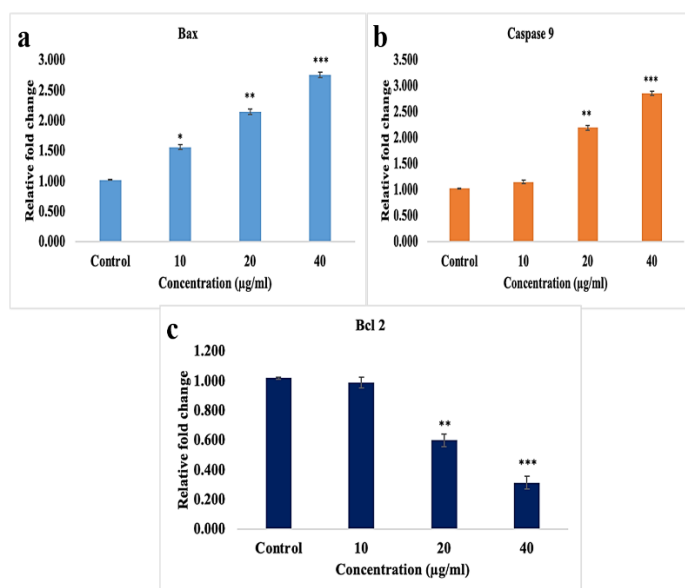 a
Bax
Relative fold change
3.000
2.500
2.000
1.500
1.000
0.500
0.000
*
**
***
Control 10 20 40
Concentration (µg/ml)
b
Caspase 9
Relative fold change
3.500
3.000
2.500
2.000
1.500
1.000
0.500
0.000
**
***
Control 10 20 40
Concentration (µg/ml)
c
Bcl 2
Relative fold change
1.200
1.000
0.800
0.600
0.400
0.200
0.000
**
***
Control 10 20 40
Concentration (µg/ml)